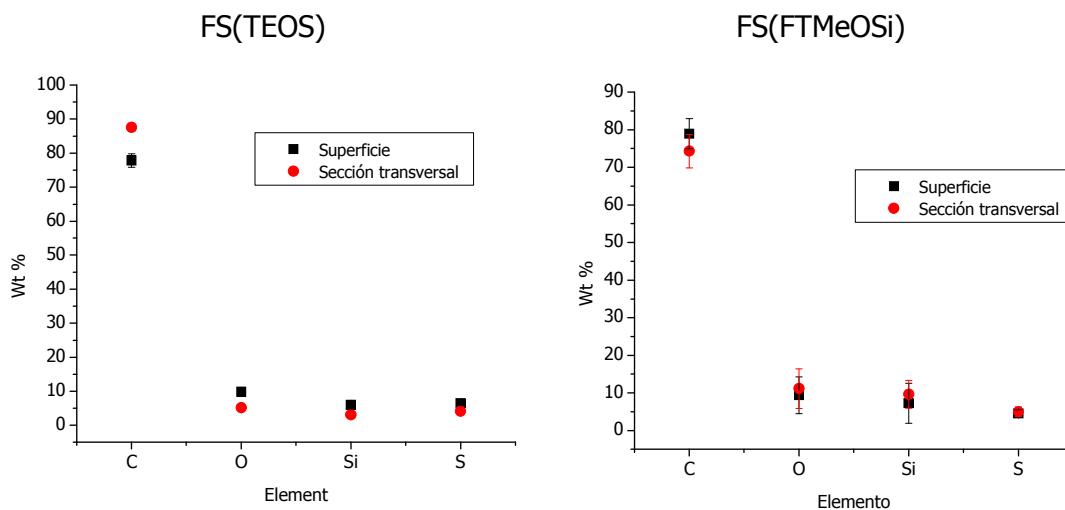 FS(TEOS)
100
90
80
70
60
50
40
30
20
10
0
Wt %
C O Si S
Element
Superficie
Sección transversal
FS(FTMeOSi)
90
80
70
60
50
40
30
20
10
0
Wt %
C O Si S
Elemento
Superficie
Sección transversal